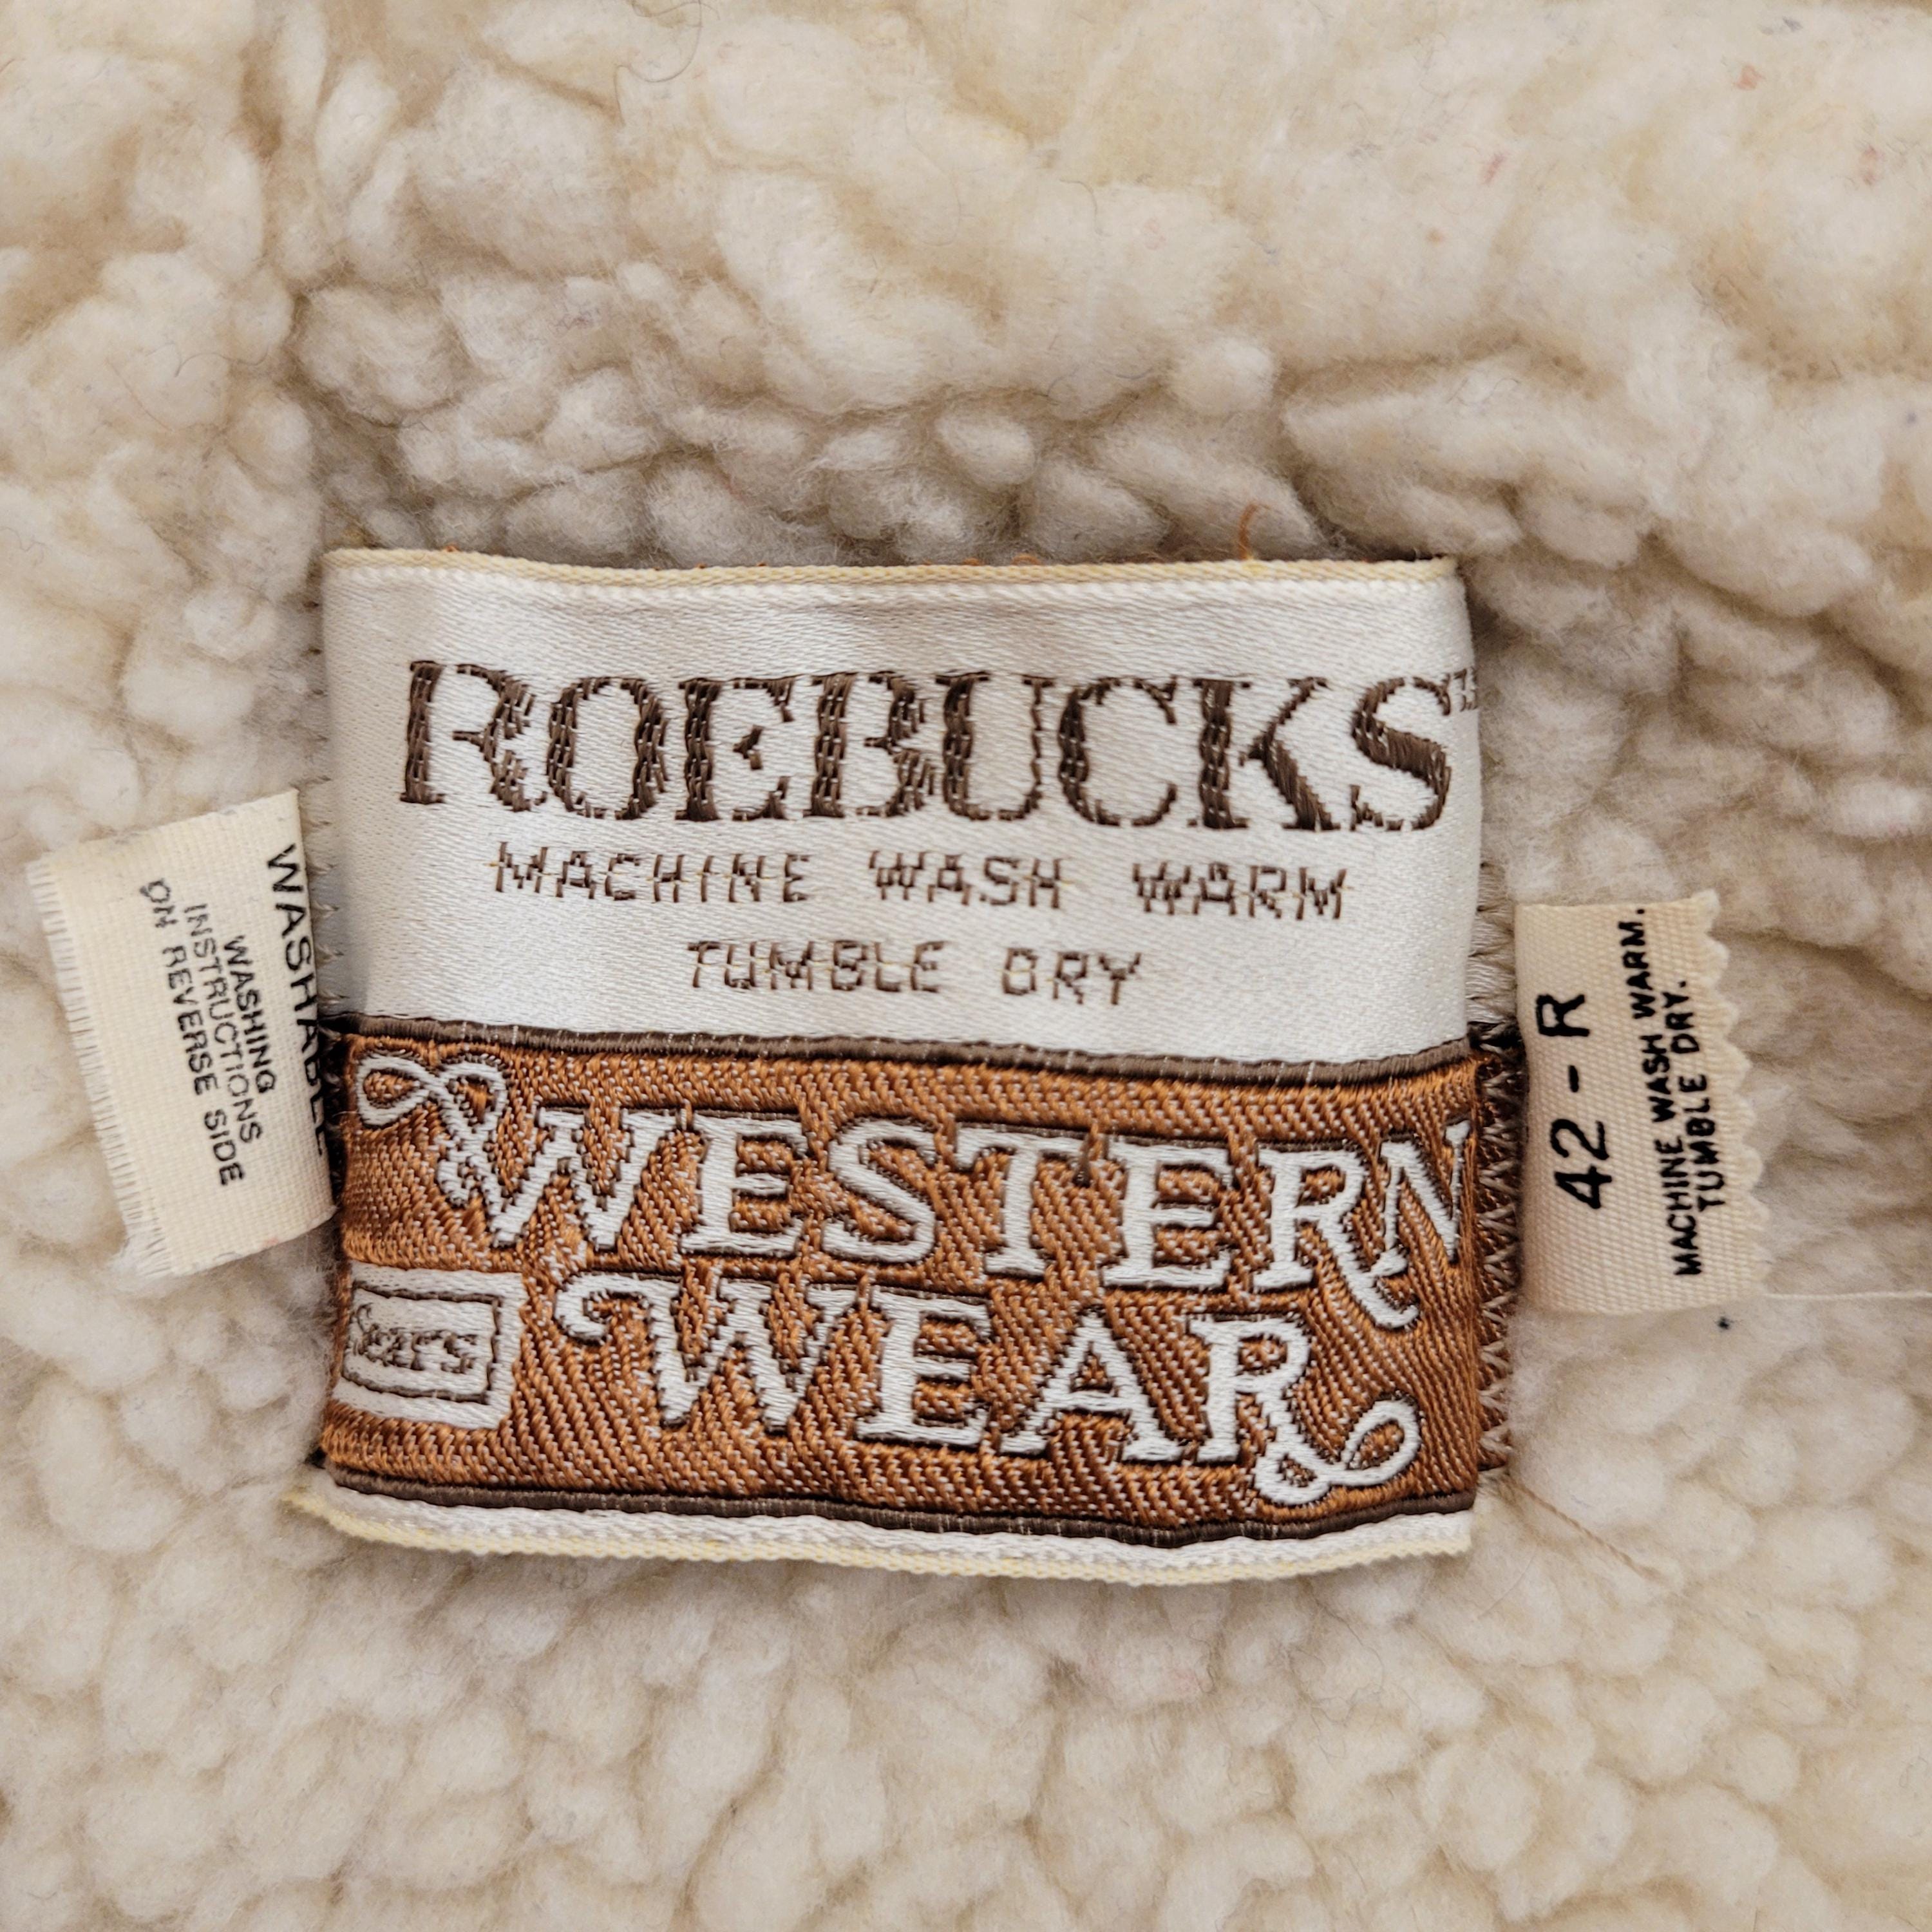 ROEBUCKS
MACHINE WASH WARM
TUMBLE DRY
WESTERN
WEAR
Sears
WASHABLE
WASHING
INSTRUCTIONS
ON REVERSE SIDE
42-R
MACHINE WASH WARM.
TUMBLE DRY.